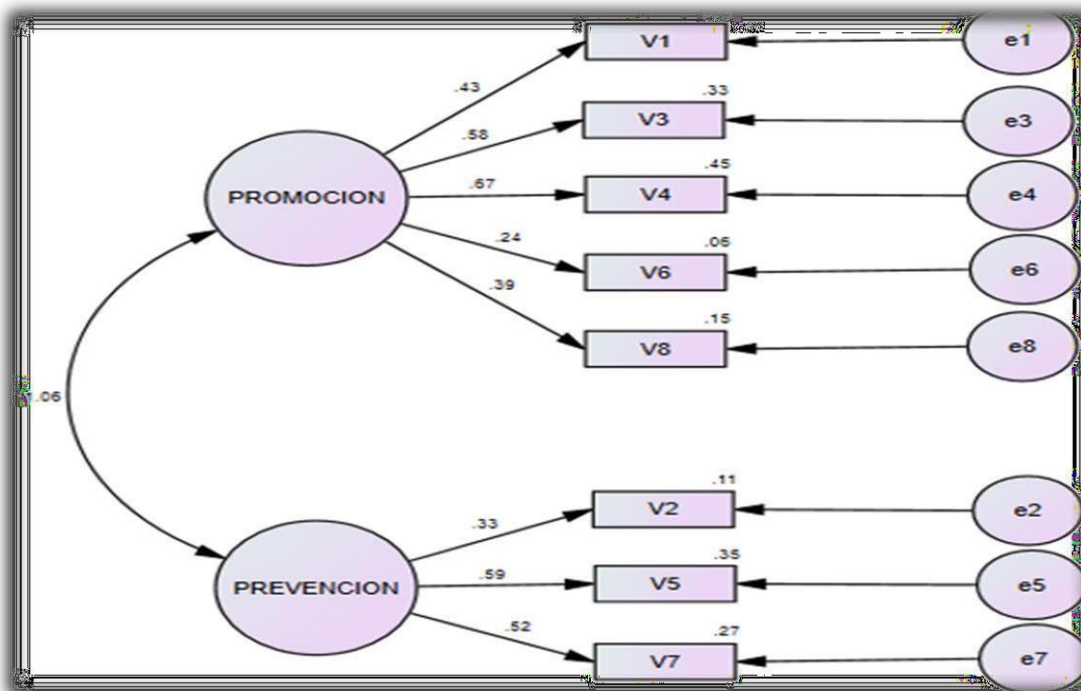 V1
e1
.43
.33
V3
e3
.58
.45
PROMOCION
.67
V4
e4
.06
.24
V6
e6
.39
.15
V8
e8
.06
.11
.33
V2
e2
.35
PREVENCION
.59
V5
e5
.52
.27
V7
e7